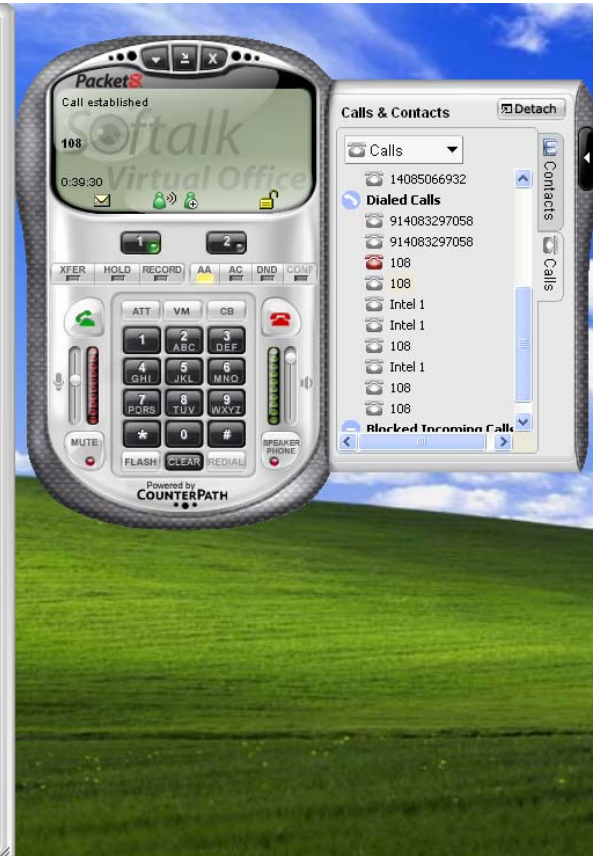 Packet8
Call established
Softalk
108
Virtual Office
0:39:30
1 2
XFER HOLD RECORD AA AC DND CONF
ATT VM CB
1 2 ABC 3 DEF
4 GHI 5 JKL 6 MNO
7 PQRS 8 TUV 9 WXYZ
* 0 #
MUTE
SPEAKER
PHONE
FLASH CLEAR REDIAL
Powered by
COUNTERPATH
Calls & Contacts Detach
Calls
14085066932
Dialed Calls
914083297058
914083297058
108
108
Intel 1
Intel 1
108
Intel 1
108
108
Blocked Incoming Calls
Contacts
Calls